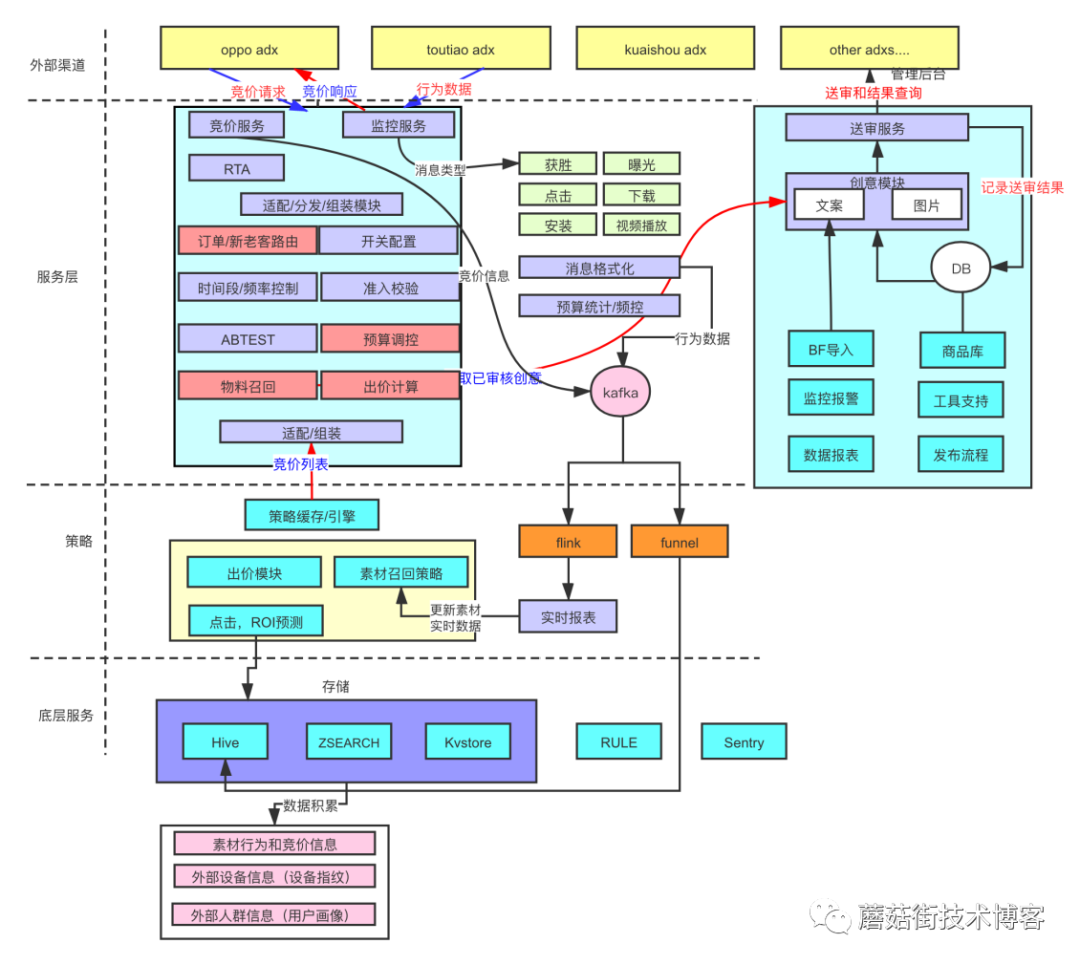 oppo adx
toutiao adx
kuaishou adx
other adxs....
外部渠道
管理后台
竞价请求
竞价响应
行为数据
送审和结果查询
竞价服务
监控服务
送审服务
RTA
消息类型
获胜
曝光
点击
下载
安装
视频播放
创意模块
文案
图片
记录送审结果
适配/分发/组装模块
订单/新老客路由
开关配置
服务层
竞价信息
消息格式化
DB
时间段/频率控制
准入校验
预算统计/频控
ABTEST
预算调控
行为数据
BF导入
商品库
物料召回
出价计算
取已审核创意
kafka
监控报警
工具支持
适配/组装
竞价列表
数据报表
发布流程
策略
策略缓存/引擎
flink
funnel
出价模块
素材召回策略
点击，ROI预测
更新素材
实时数据
实时报表
底层服务
存储
Hive
ZSEARCH
Kvstore
RULE
Sentry
数据积累
素材行为和竞价信息
外部设备信息（设备指纹）
外部人群信息（用户画像）
蘑菇街技术博客